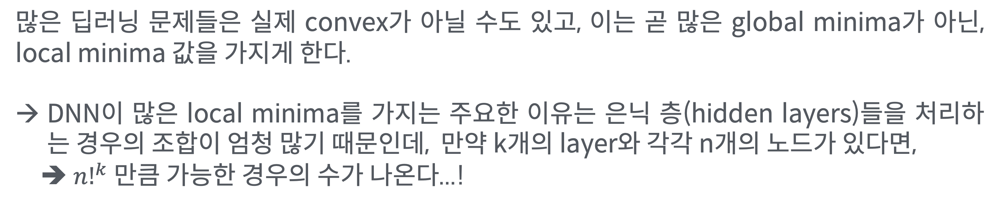 많은 딥러닝 문제들은 실제 convex가 아닐 수도 있고, 이는 곧 많은 global minima가 아닌,
local minima 값을 가지게 한다.
→ DNN이 많은 local minima를 가지는 주요한 이유는 은닉 층(hidden layers)들을 처리하
는 경우의 조합이 엄청 많기 때문인데, 만약 k개의 layer와 각각 n개의 노드가 있다면,
➔ n!^k 만큼 가능한 경우의 수가 나온다...!